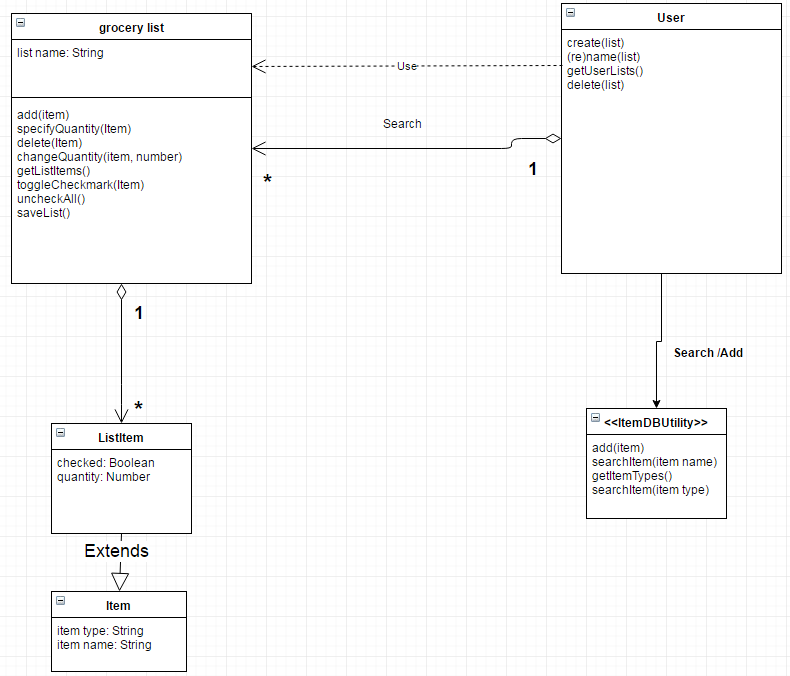 grocery list
list name: String
add(item)
specifyQuantity(Item)
delete(Item)
changeQuantity(item, number)
getListItems()
toggleCheckmark(Item)
uncheckAll()
saveList()
User
create(list)
(re)name(list)
getUserLists()
delete(list)
Use
Search
*
1
1
*
Search /Add
ListItem
checked: Boolean
quantity: Number
<<ItemDBUtility>>
add(item)
searchItem(item name)
getItemTypes()
searchItem(item type)
Extends
Item
item type: String
item name: String